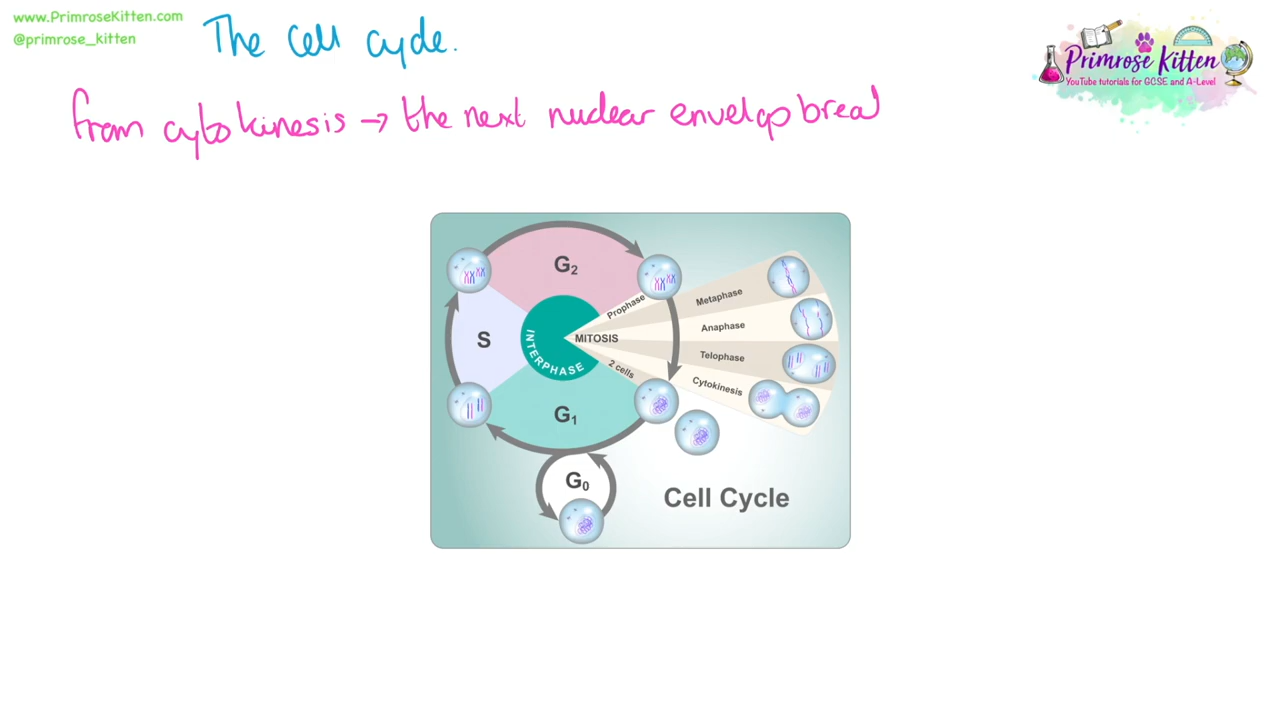 www.PrimroseKitten.com
@primrose_kitten
The cell cycle.
Primrose Kitten
YouTube tutorials for GCSE and A-Level
from cytokinesis → the next nuclear envelop break
G2
S
INTERPHASE
G1
G0
MITOSIS
Prophase
Metaphase
Anaphase
Telophase
Cytokinesis
2 cells
Cell Cycle